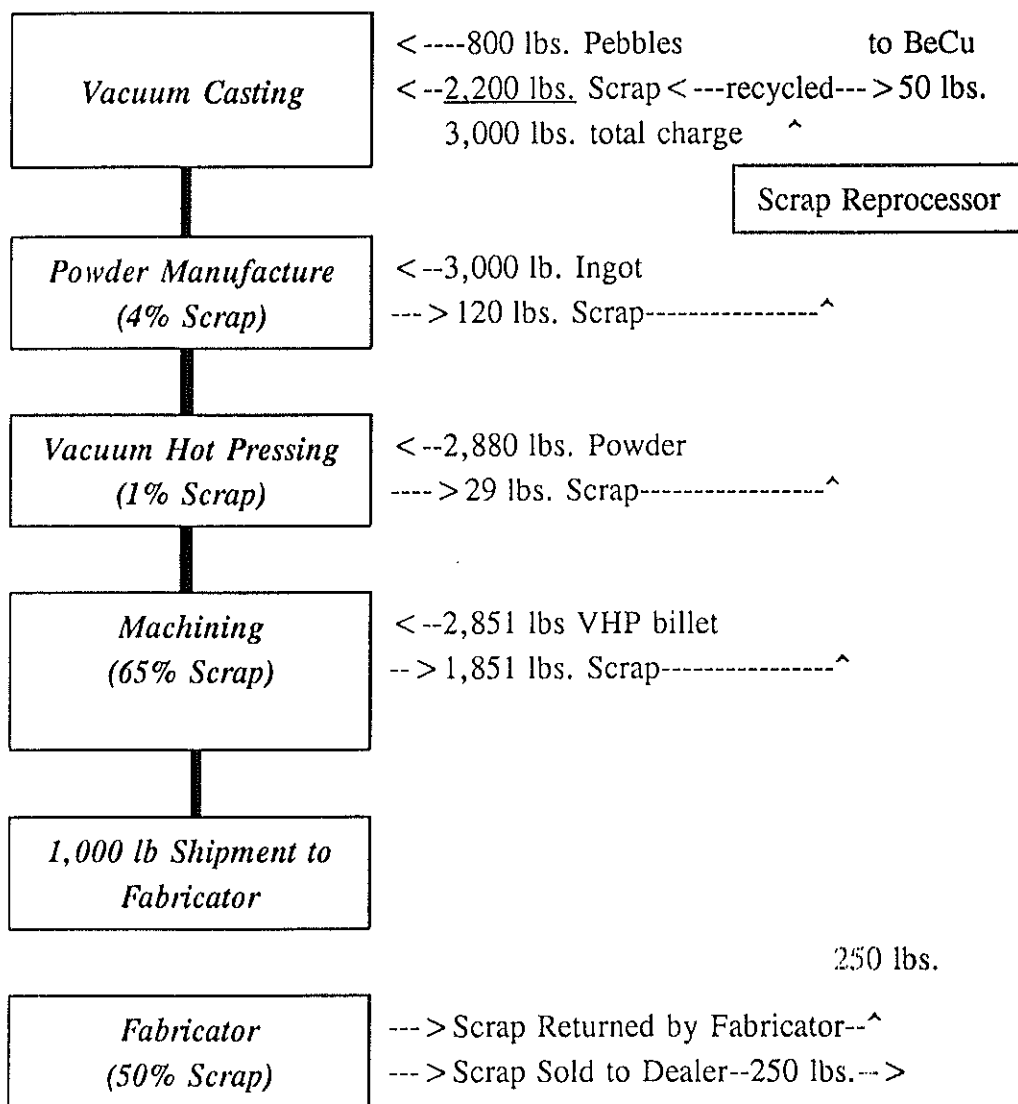 <----800 lbs. Pebbles to BeCu
Vacuum Casting <--2,200 lbs. Scrap<---recycled--->50 lbs.
3,000 lbs. total charge ^
Scrap Reprocessor
Powder Manufacture <--3,000 lb. Ingot
(4% Scrap) --->120 lbs. Scrap----------------^
Vacuum Hot Pressing <--2,880 lbs. Powder
(1% Scrap) ---->29 lbs. Scrap-----------------^
Machining <--2,851 lbs VHP billet
(65% Scrap) -->1,851 lbs. Scrap----------------^
1,000 lb Shipment to
Fabricator
250 lbs.
Fabricator --->Scrap Returned by Fabricator--^
(50% Scrap) --->Scrap Sold to Dealer--250 lbs.-->